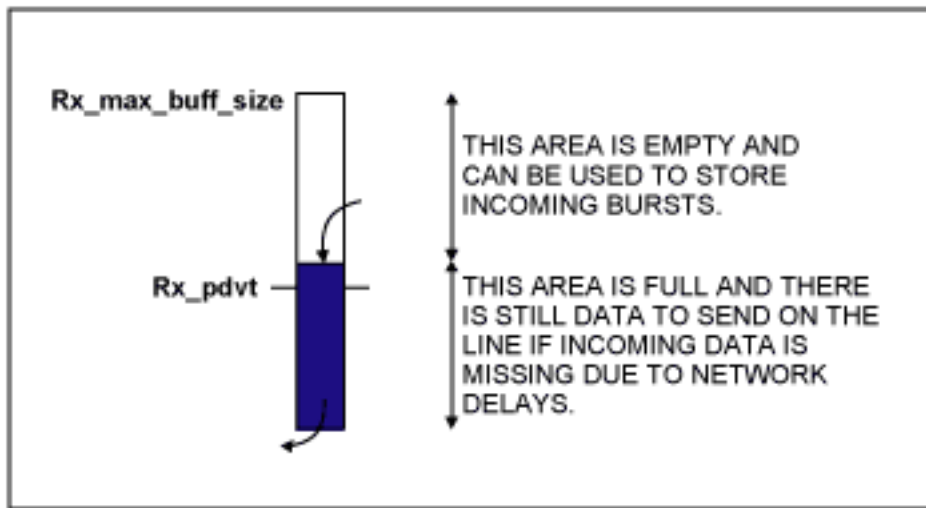 Rx_max_buff_size
THIS AREA IS EMPTY AND
CAN BE USED TO STORE
INCOMING BURSTS.
Rx_pdvt
THIS AREA IS FULL AND THERE
IS STILL DATA TO SEND ON THE
LINE IF INCOMING DATA IS
MISSING DUE TO NETWORK
DELAYS.